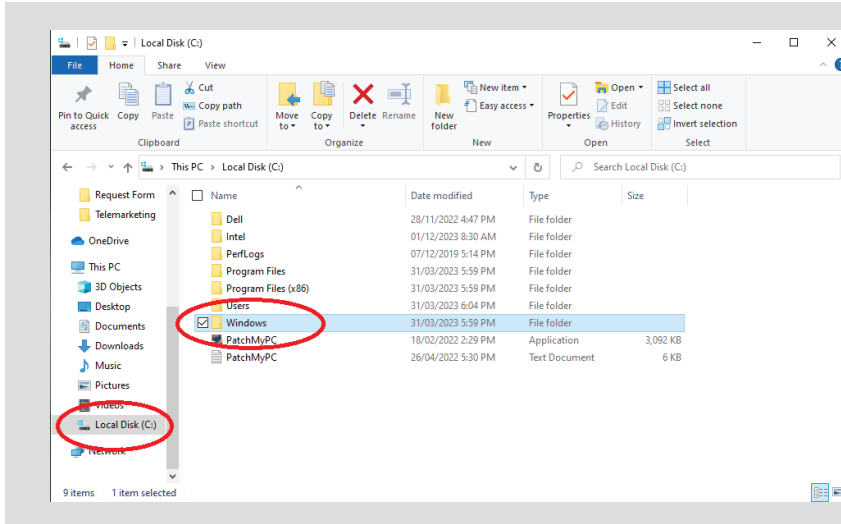 Local Disk (C:)
File Home Share View
Pin to Quick access
Copy
Paste
Cut
Copy path
Paste shortcut
Clipboard
Move to
Copy to
Delete
Rename
Organize
New folder
New item
Easy access
New
Properties
Open
Edit
History
Open
Select all
Select none
Invert selection
Select
This PC > Local Disk (C:)
Search Local Disk (C:)
Request Form
Telemarketing
OneDrive
This PC
3D Objects
Desktop
Documents
Downloads
Music
Pictures
Videos
Local Disk (C:)
Network
Name Date modified Type Size
Dell 28/11/2022 4:47 PM File folder
Intel 01/12/2023 8:30 AM File folder
PerfLogs 07/12/2019 5:14 PM File folder
Program Files 31/03/2023 5:59 PM File folder
Program Files (x86) 31/03/2023 5:59 PM File folder
Users 31/03/2023 6:04 PM File folder
Windows 31/03/2023 5:59 PM File folder
PatchMyPC 18/02/2022 2:29 PM Application 3,092 KB
PatchMyPC 26/04/2022 5:30 PM Text Document 6 KB
9 items 1 item selected